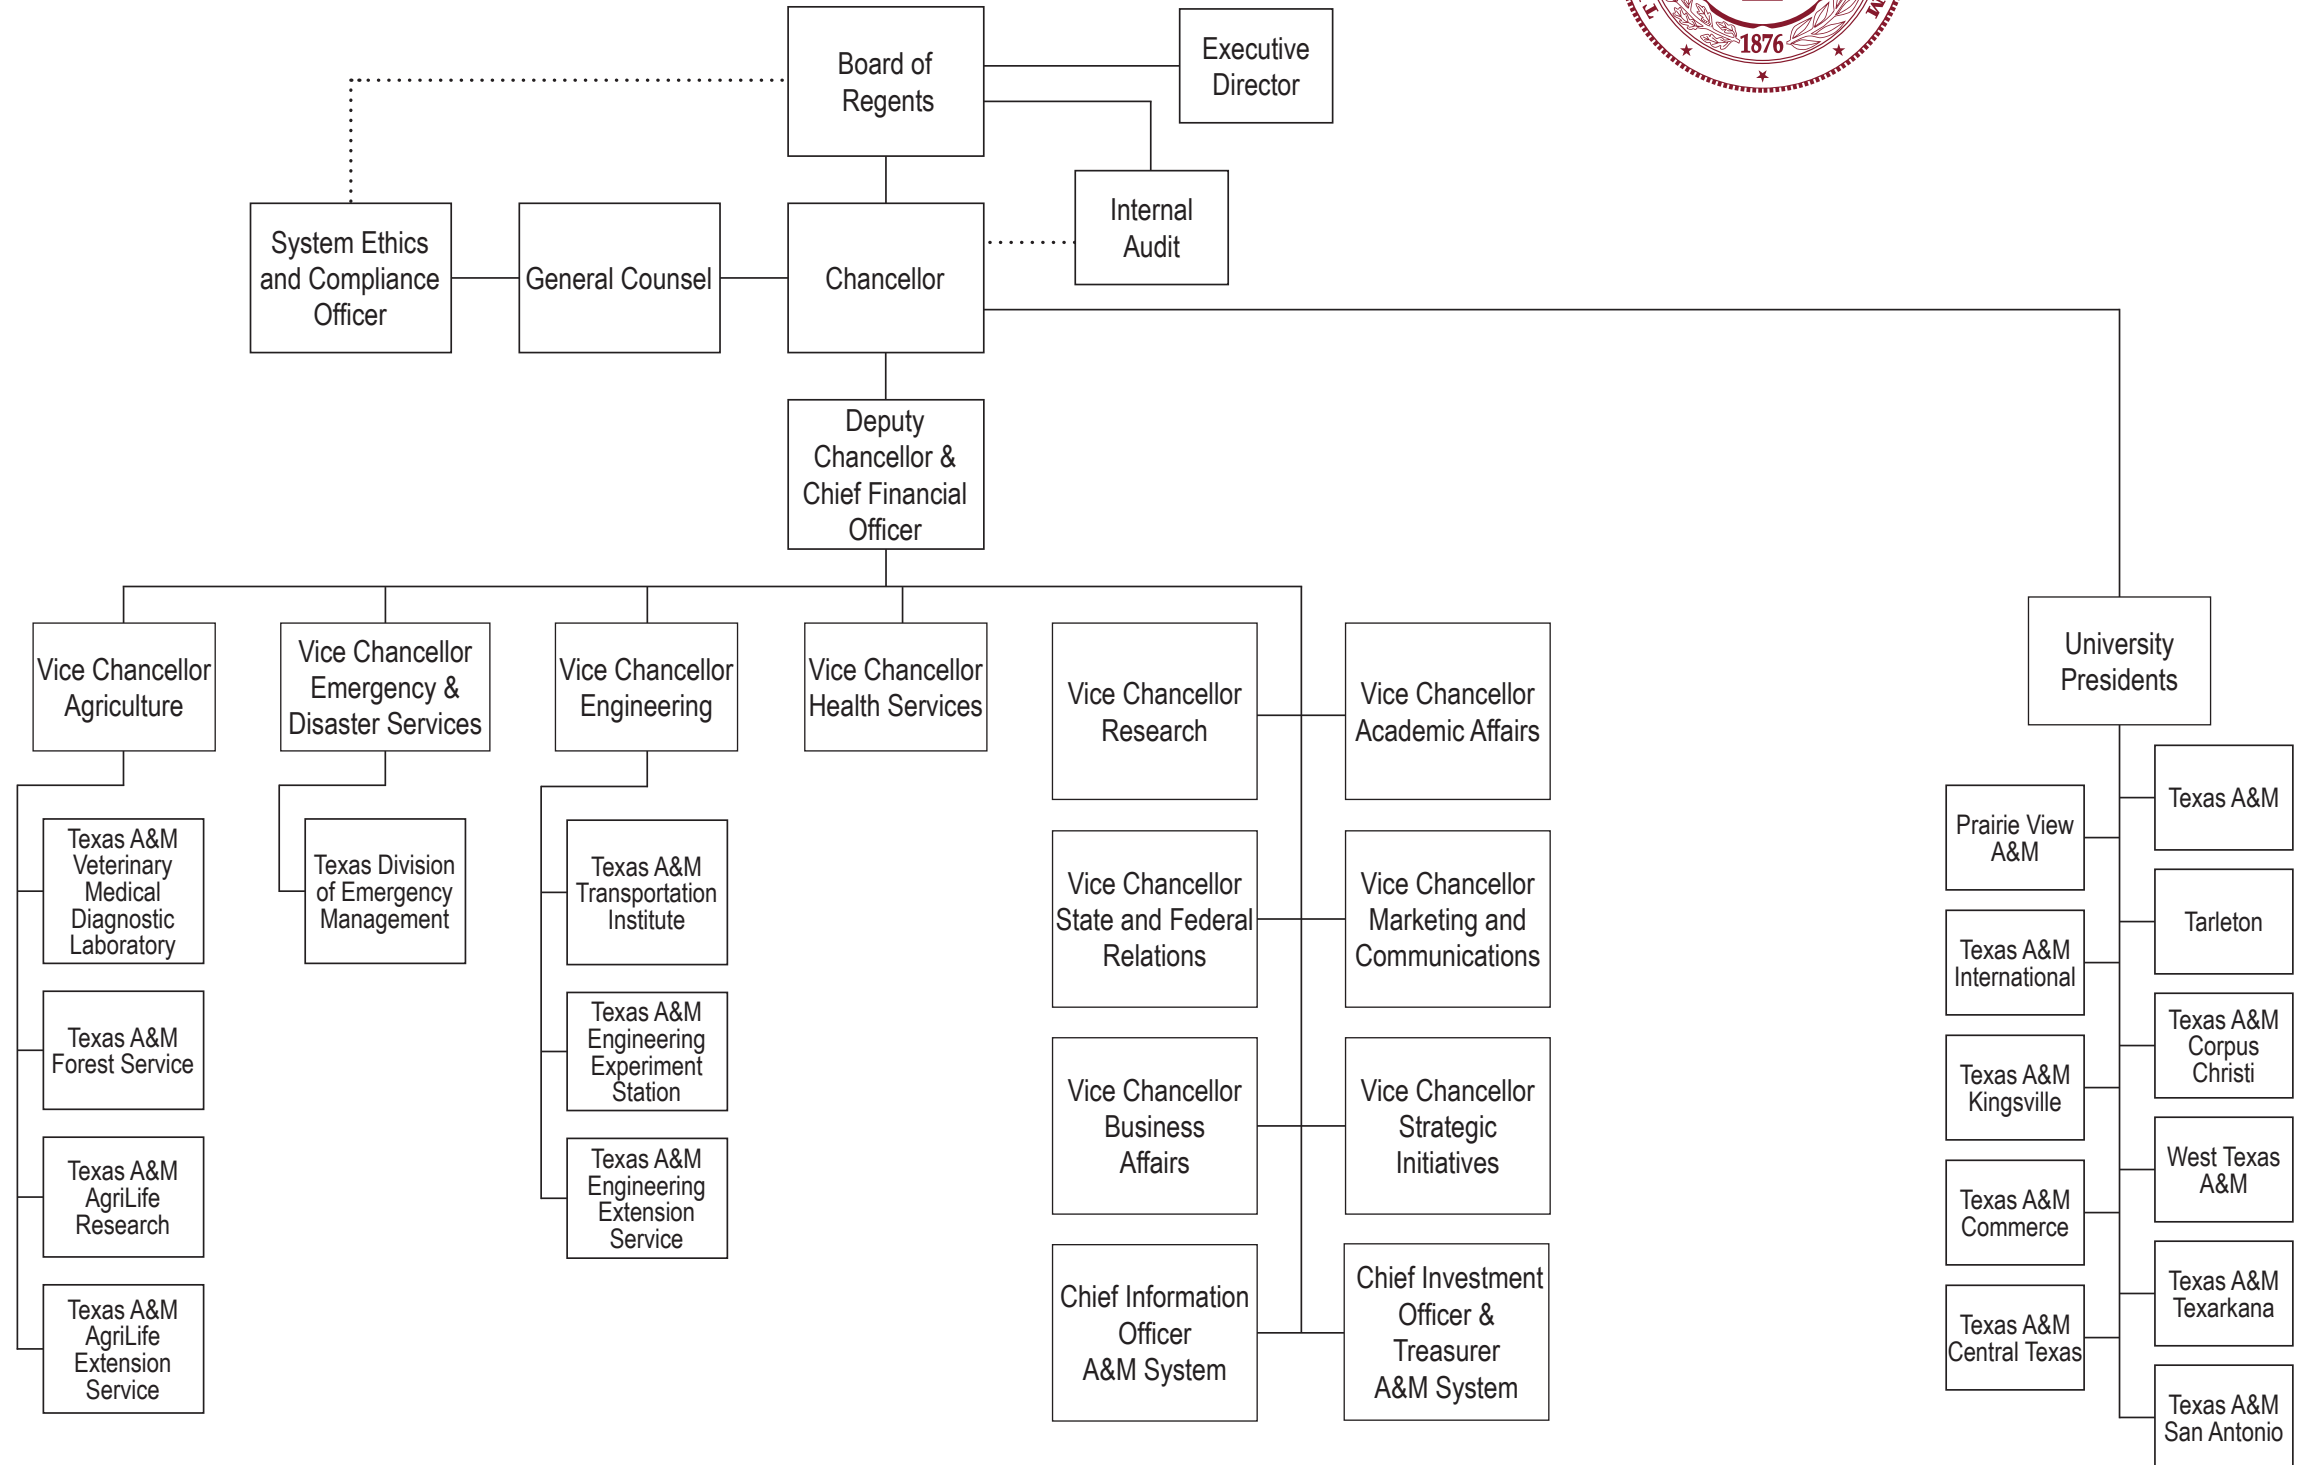 1876
Board of
Regents
Executive
Director
Internal
Audit
System Ethics
and Compliance
Officer
General Counsel
Chancellor
Deputy
Chancellor &
Chief Financial
Officer
Vice Chancellor
Agriculture
Vice Chancellor
Emergency &
Disaster Services
Vice Chancellor
Engineering
Vice Chancellor
Health Services
Vice Chancellor
Research
Vice Chancellor
Academic Affairs
University
Presidents
Texas A&M
Veterinary
Medical
Diagnostic
Laboratory
Texas A&M
Forest Service
Texas A&M
AgriLife
Research
Texas A&M
AgriLife
Extension
Service
Texas Division
of Emergency
Management
Texas A&M
Transportation
Institute
Texas A&M
Engineering
Experiment
Station
Texas A&M
Engineering
Extension
Service
Vice Chancellor
State and Federal
Relations
Vice Chancellor
Marketing and
Communications
Vice Chancellor
Business
Affairs
Vice Chancellor
Strategic
Initiatives
Chief Information
Officer
A&M System
Chief Investment
Officer &
Treasurer
A&M System
Texas A&M
Prairie View
A&M
Tarleton
Texas A&M
International
Texas A&M
Corpus
Christi
Texas A&M
Kingsville
West Texas
A&M
Texas A&M
Commerce
Texas A&M
Texarkana
Texas A&M
Central Texas
Texas A&M
San Antonio